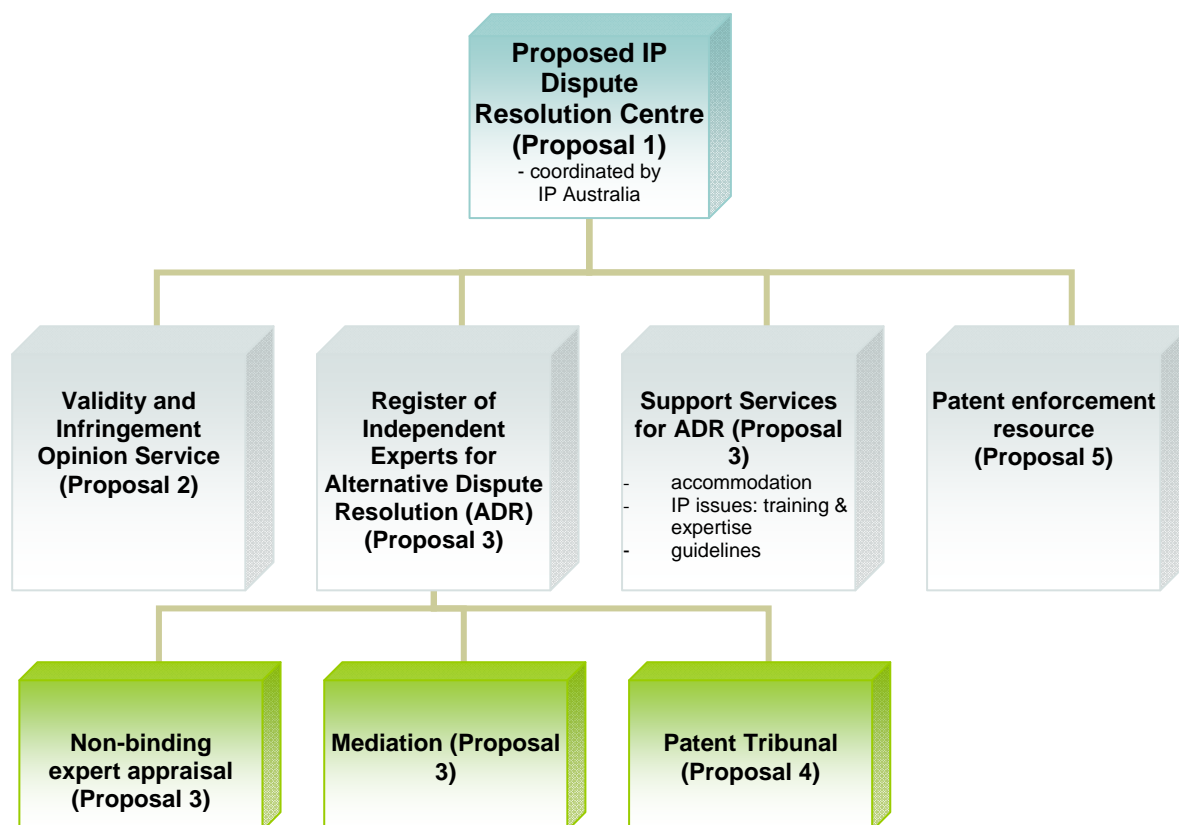 Proposed IP
Dispute
Resolution Centre
(Proposal 1)
- coordinated by
IP Australia
Validity and
Infringement
Opinion Service
(Proposal 2)
Register of
Independent
Experts for
Alternative Dispute
Resolution (ADR)
(Proposal 3)
Support Services
for ADR (Proposal
3)
- accommodation
- IP issues: training &
expertise
- guidelines
Patent enforcement
resource
(Proposal 5)
Non-binding
expert appraisal
(Proposal 3)
Mediation (Proposal
3)
Patent Tribunal
(Proposal 4)